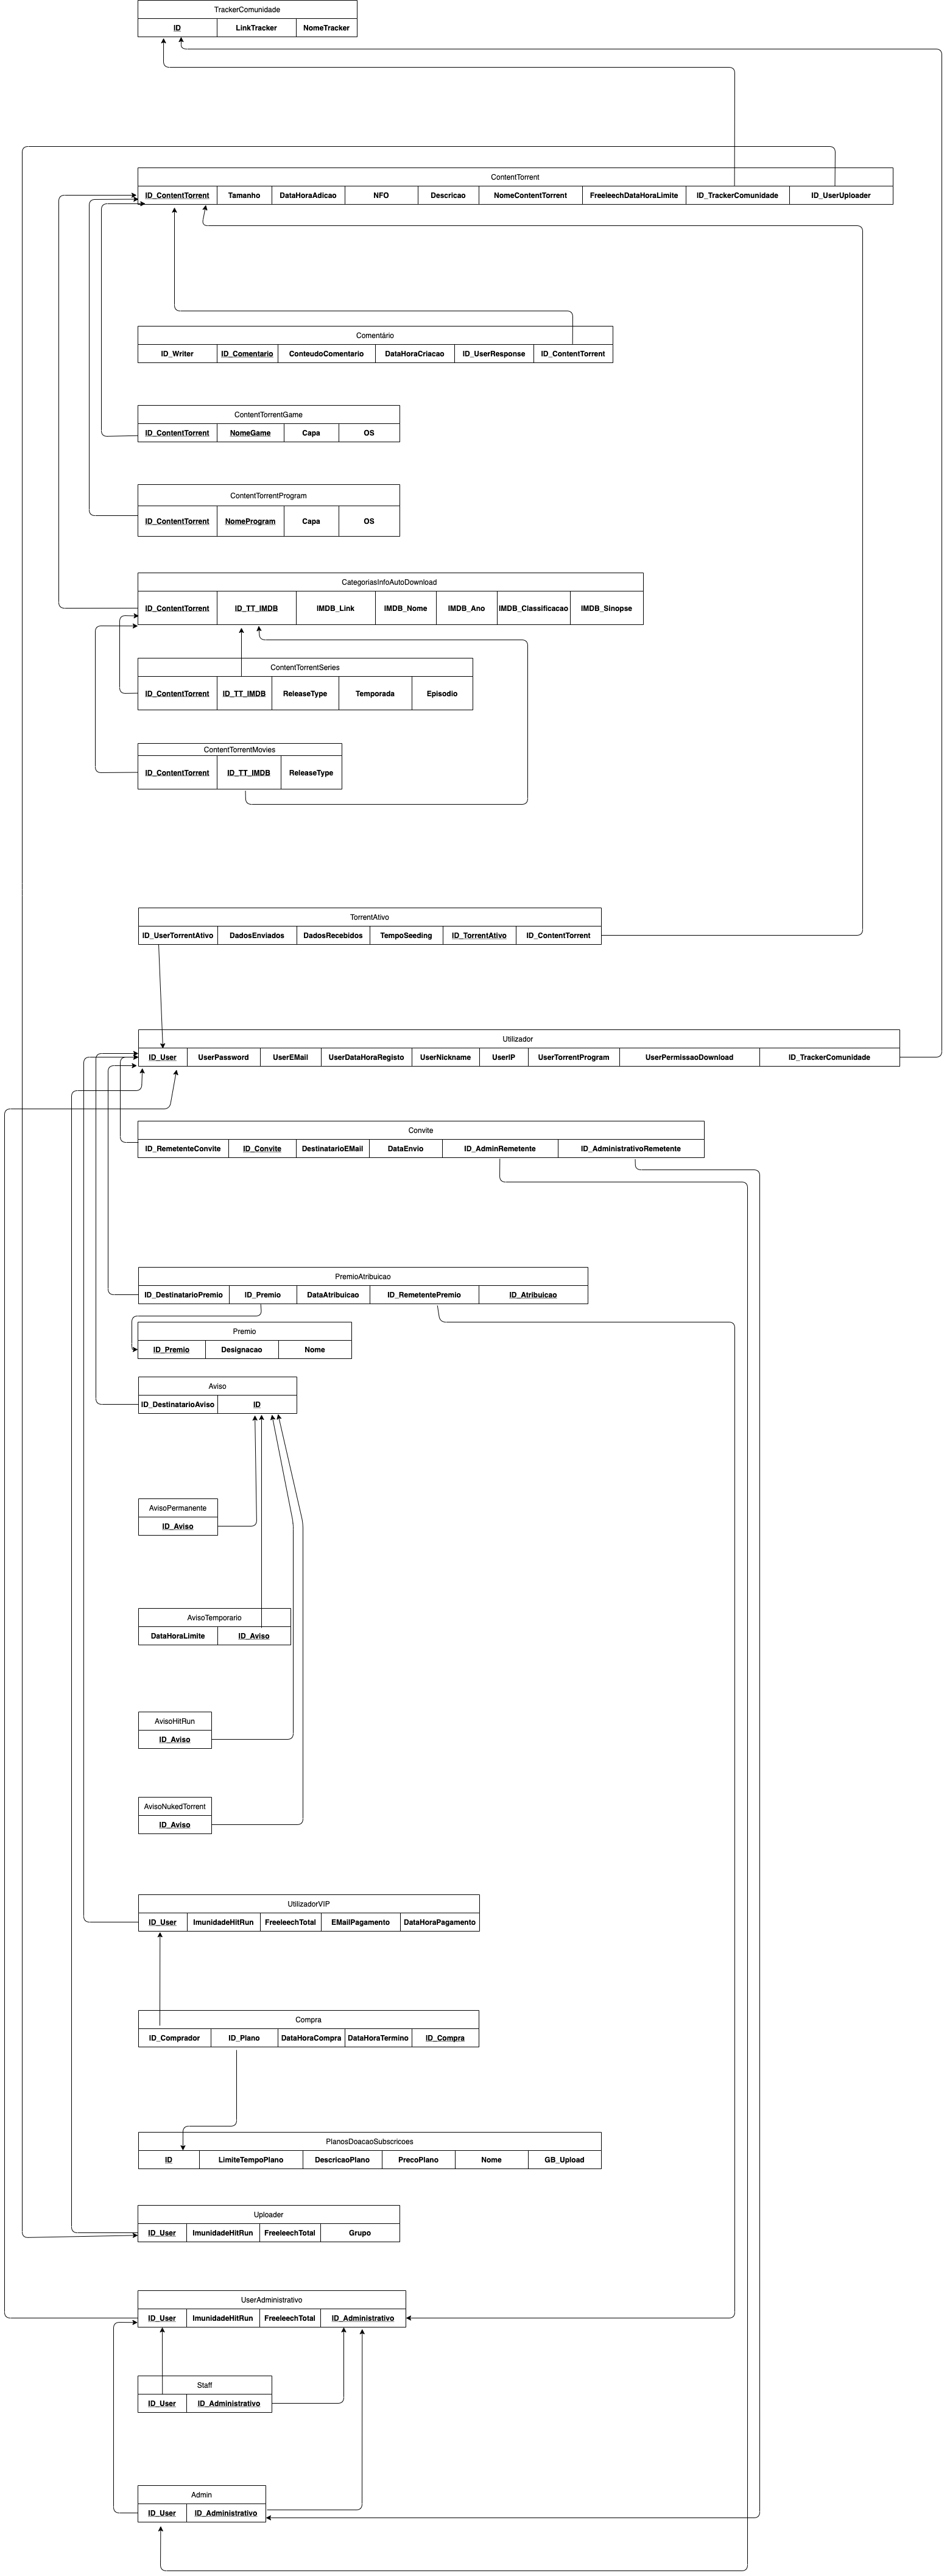 TrackerComunidade
ID LinkTracker NomeTracker
ContentTorrent
ID_ContentTorrent Tamanho DataHoraAdicao NFO Descricao NomeContentTorrent FreeleechDataHoraLimite ID_TrackerComunidade ID_UserUploader
Comentário
ID_Writer ID_Comentario ConteudoComentario DataHoraCriacao ID_UserResponse ID_ContentTorrent
ContentTorrentGame
ID_ContentTorrent NomeGame Capa OS
ContentTorrentProgram
ID_ContentTorrent NomeProgram Capa OS
CategoriasInfoAutoDownload
ID_ContentTorrent ID_TT_IMDB IMDB_Link IMDB_Nome IMDB_Ano IMDB_Classificacao IMDB_Sinopse
ContentTorrentSeries
ID_ContentTorrent ID_TT_IMDB ReleaseType Temporada Episodio
ContentTorrentMovies
ID_ContentTorrent ID_TT_IMDB ReleaseType
TorrentAtivo
ID_UserTorrentAtivo DadosEnviados DadosRecebidos TempoSeeding ID_TorrentAtivo ID_ContentTorrent
Utilizador
ID_User UserPassword UserEMail UserDataHoraRegisto UserNickname UserIP UserTorrentProgram UserPermissaoDownload ID_TrackerComunidade
Convite
ID_RemetenteConvite ID_Convite DestinatarioEMail DataEnvio ID_AdminRemetente ID_AdministrativoRemetente
PremioAtribuicao
ID_DestinatarioPremio ID_Premio DataAtribuicao ID_RemetentePremio ID_Atribuicao
Premio
ID_Premio Designacao Nome
Aviso
ID_DestinatarioAviso ID
AvisoPermanente
ID_Aviso
AvisoTemporario
DataHoraLimite ID_Aviso
AvisoHitRun
ID_Aviso
AvisoNukedTorrent
ID_Aviso
UtilizadorVIP
ID_User ImunidadeHitRun FreeleechTotal EMailPagamento DataHoraPagamento
Compra
ID_Comprador ID_Plano DataHoraCompra DataHoraTermino ID_Compra
PlanosDoacaoSubscricoes
ID LimiteTempoPlano DescricaoPlano PrecoPlano Nome GB_Upload
Uploader
ID_User ImunidadeHitRun FreeleechTotal Grupo
UserAdministrativo
ID_User ImunidadeHitRun FreeleechTotal ID_Administrativo
Staff
ID_User ID_Administrativo
Admin
ID_User ID_Administrativo